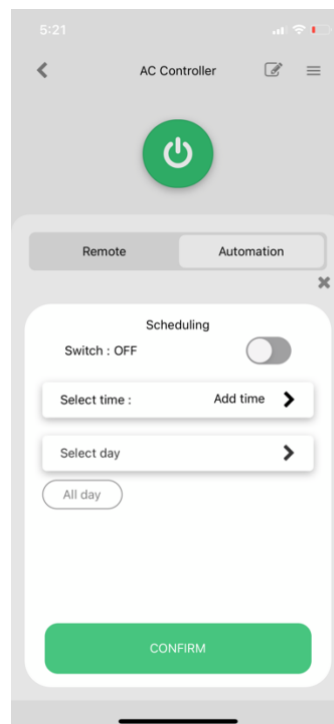 5:21
AC Controller
Remote Automation
Scheduling
Switch : OFF
Select time : Add time
Select day
All day
CONFIRM